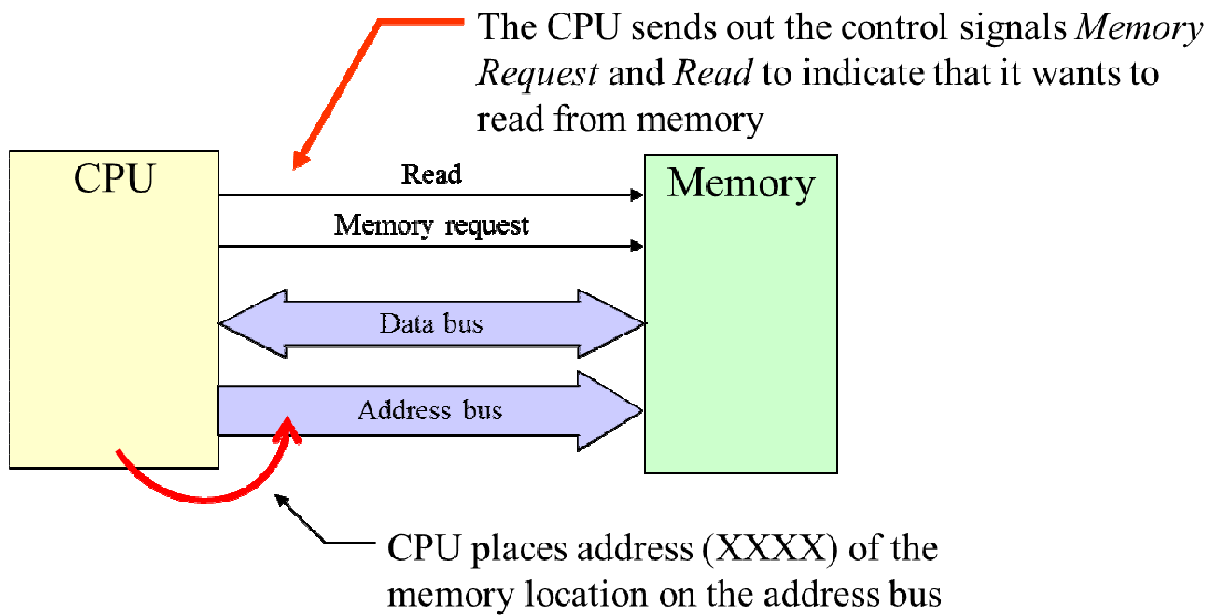 The CPU sends out the control signals Memory
Request and Read to indicate that it wants to
read from memory
CPU
Read
Memory
Memory request
Data bus
Address bus
CPU places address (XXXX) of the
memory location on the address bus